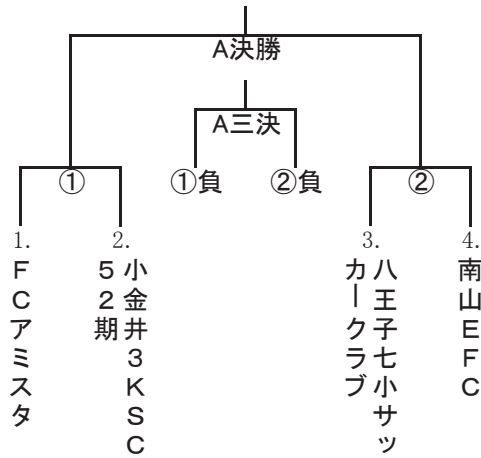 A決勝
A三決
①
①負
②負
②
1.
2.
3.
4.
FCアミスタ
小金井3KSC
52期
八王子七小サッ
カークラブ
南山EFC